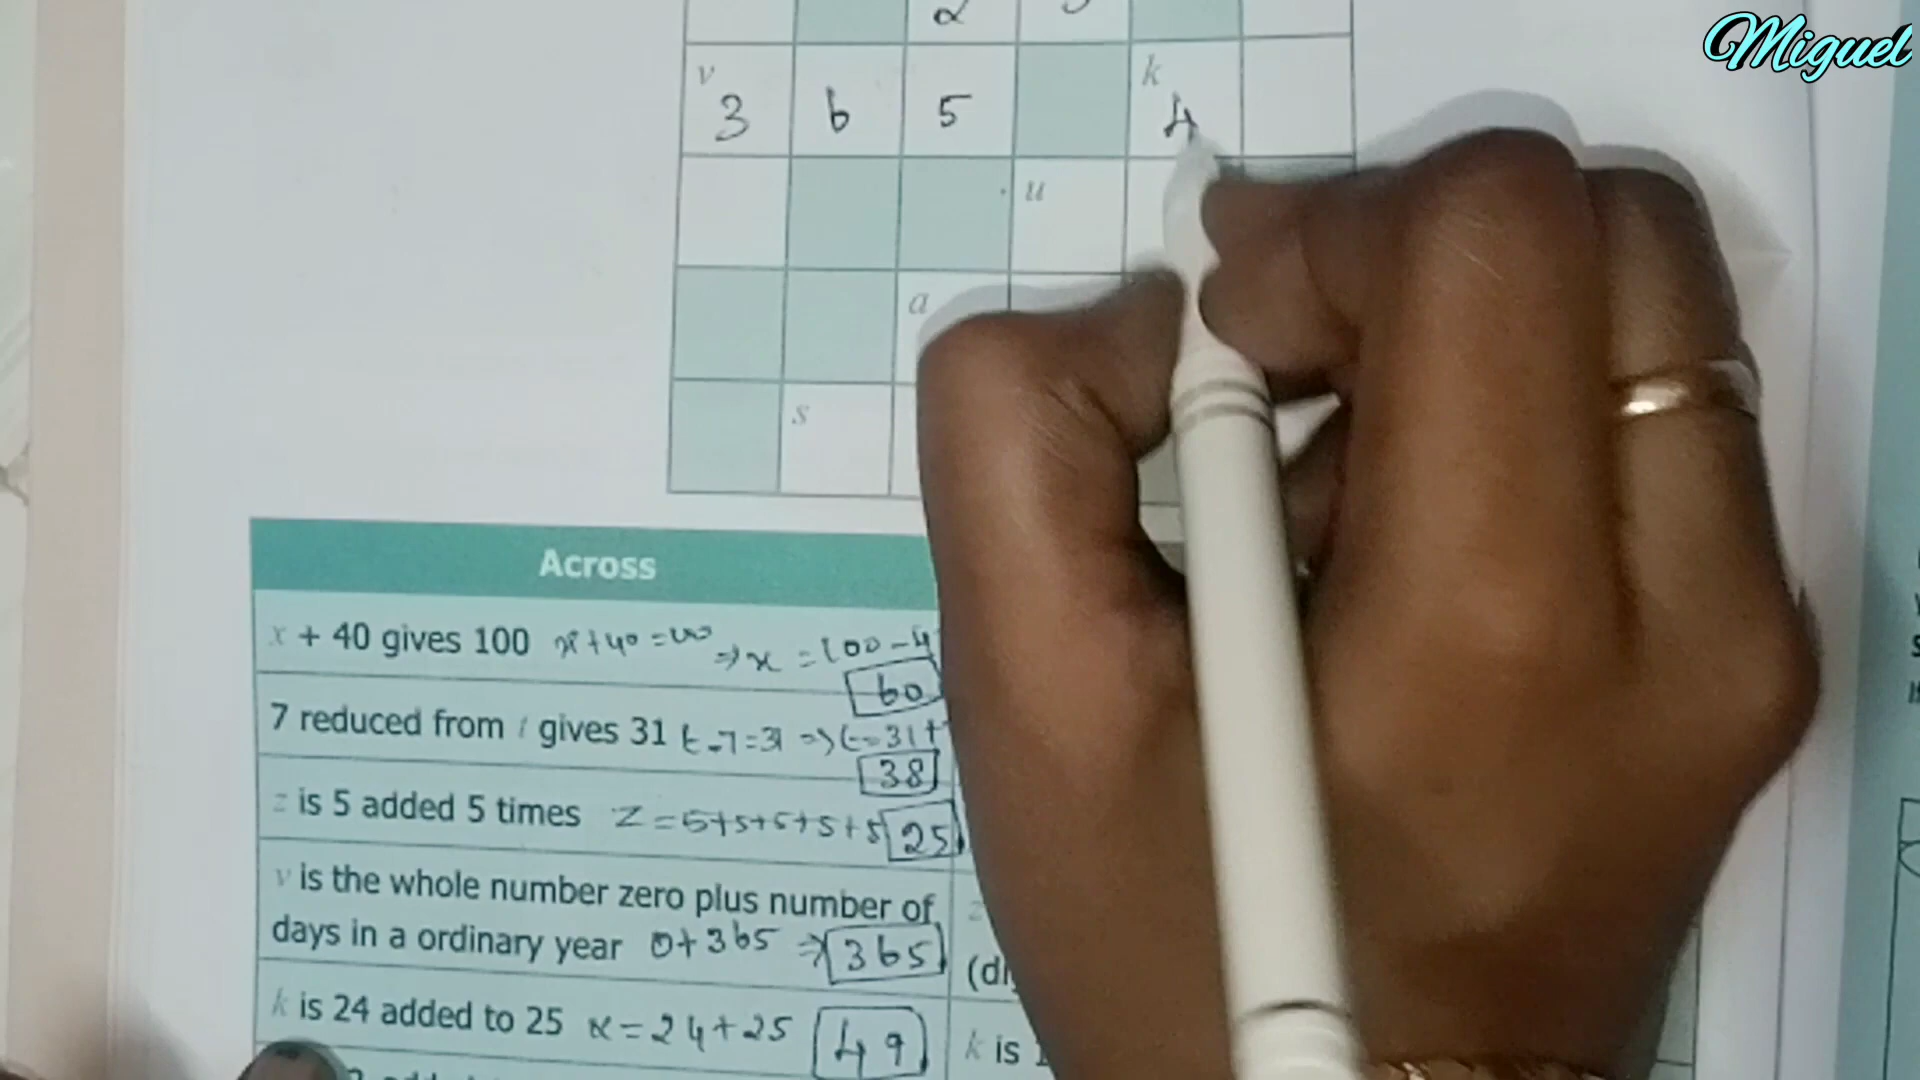 Miguel
2
v k
3 6 5 4
u
a
s
Across
x + 40 gives 100 x+40=100 ⇒x = 100-4
60
7 reduced from t gives 31 t-7=31 ⇒t=31+
38
z is 5 added 5 times Z=5+5+5+5+5 25
v is the whole number zero plus number of
days in a ordinary year 0+365 ⇒ 365
(di
k is 24 added to 25 K=24+25 49
k is 1